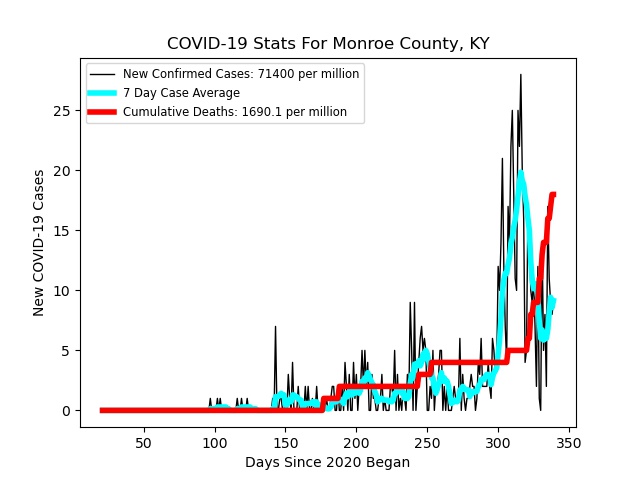 COVID-19 Stats For Monroe County, KY
New Confirmed Cases: 71400 per million
7 Day Case Average
Cumulative Deaths: 1690.1 per million
New COVID-19 Cases
25
20
15
10
5
0
50
100
150
200
250
300
350
Days Since 2020 Began